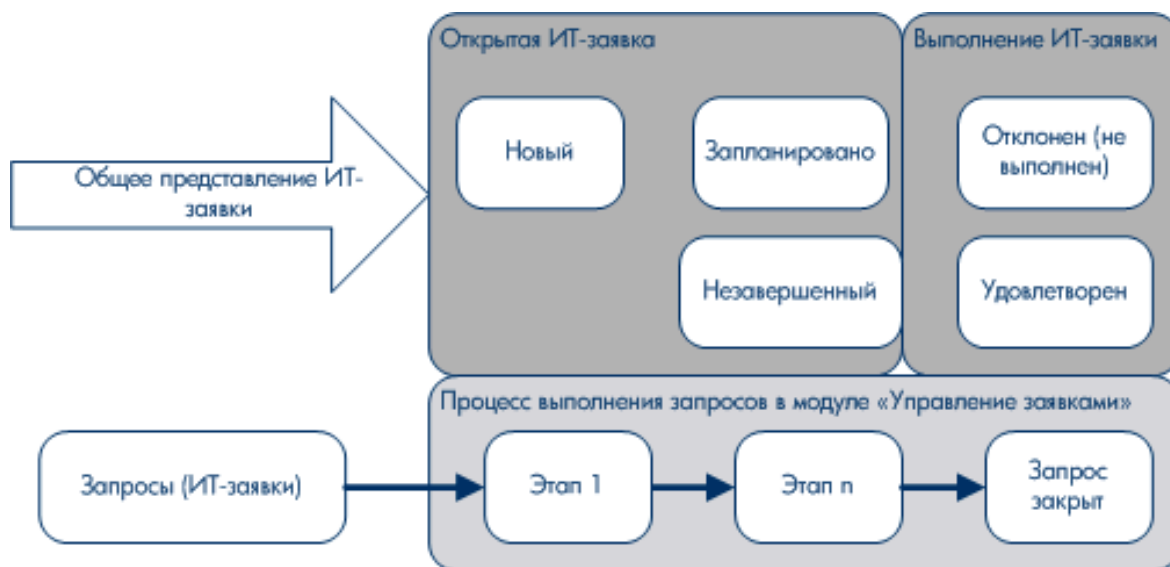 Открытая ИТ-заявка
Выполнение ИТ-заявки
Общее представление ИТ-
заявки
Новый
Запланировано
Отклонен (не
выполнен)
Незавершенный
Удовлетворен
Процесс выполнения запросов в модуле «Управление заявками»
Запросы (ИТ-заявки)
Этап 1
Этап n
Запрос
закрыт